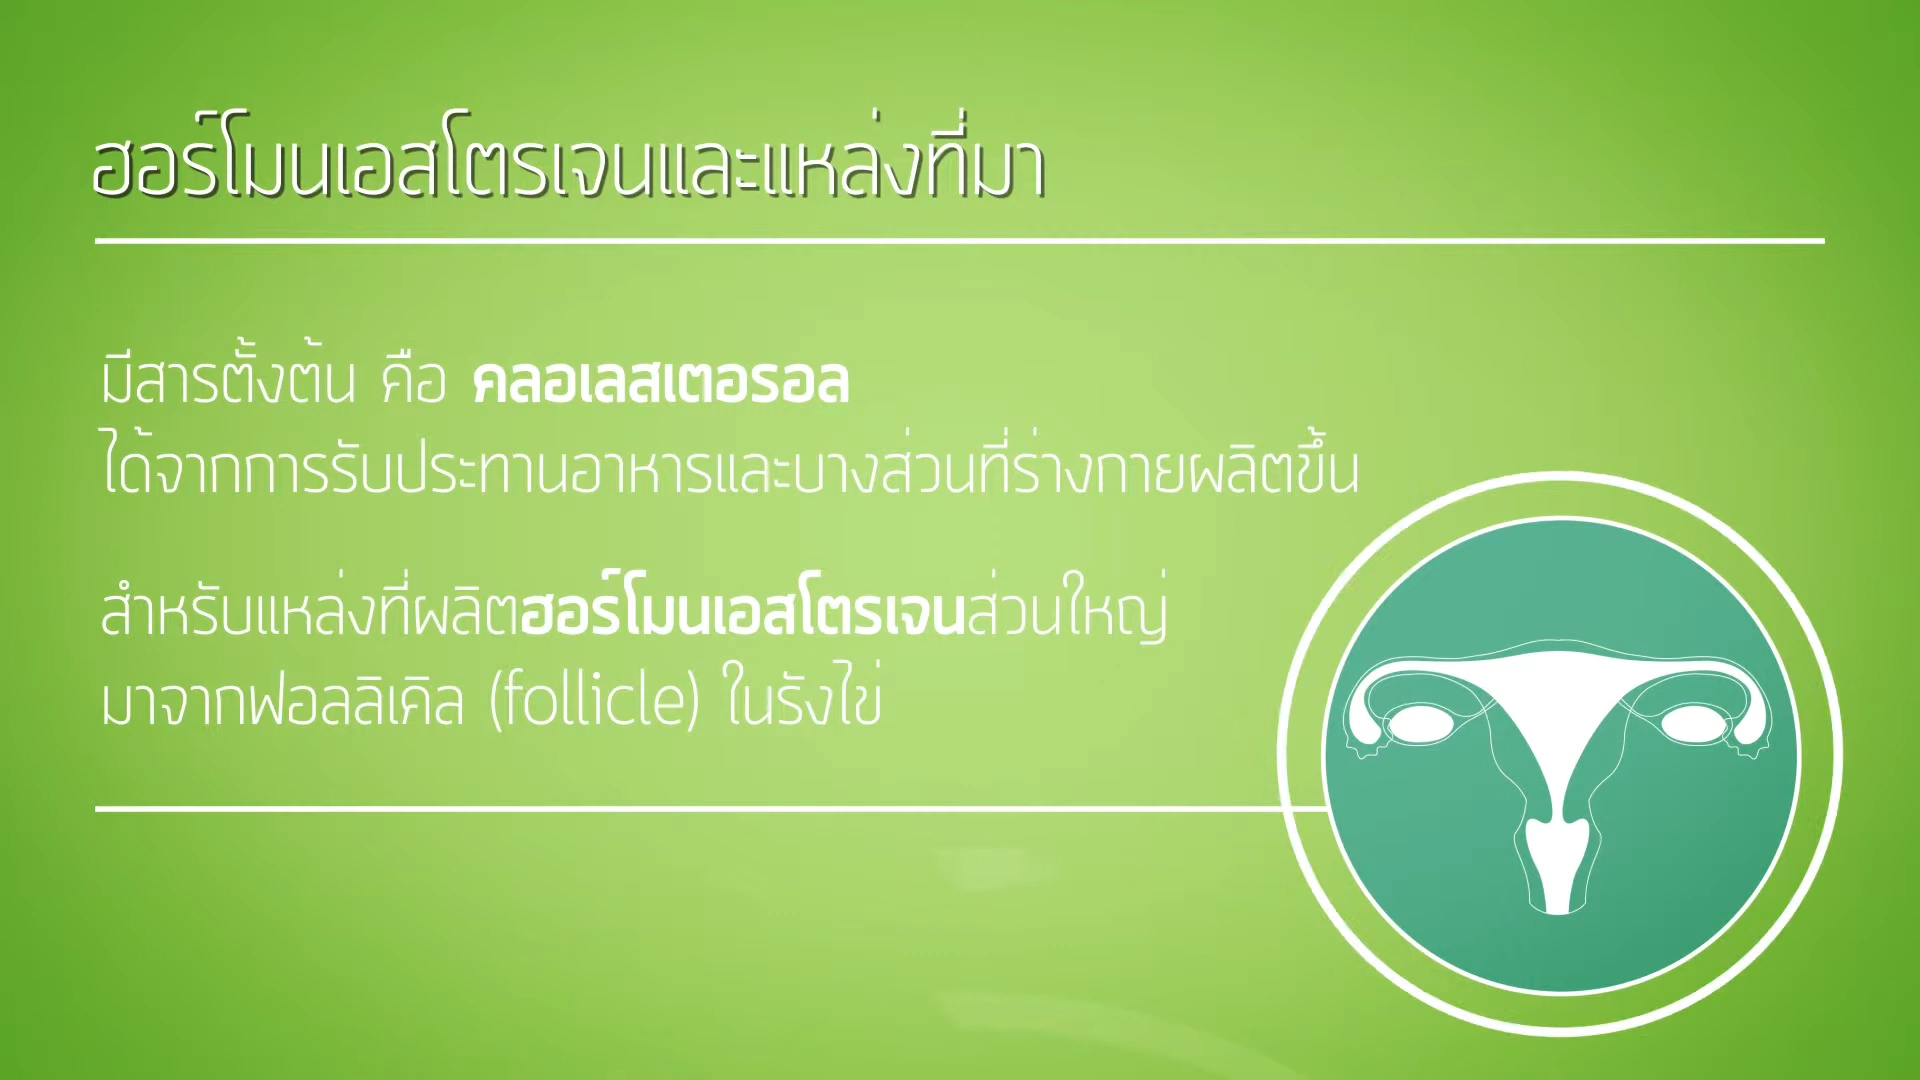 ฮอร์โมนเอสโตรเจนและแหล่งที่มา
มีสารตั้งต้น คือ คลอเลสเตอรอล
ได้จากการรับประทานอาหารและบางส่วนที่ร่างกายผลิตขึ้น
สำหรับแหล่งที่ผลิตฮอร์โมนเอสโตรเจนส่วนใหญ่
มาจากฟอลลิเคิล (follicle) ในรังไข่